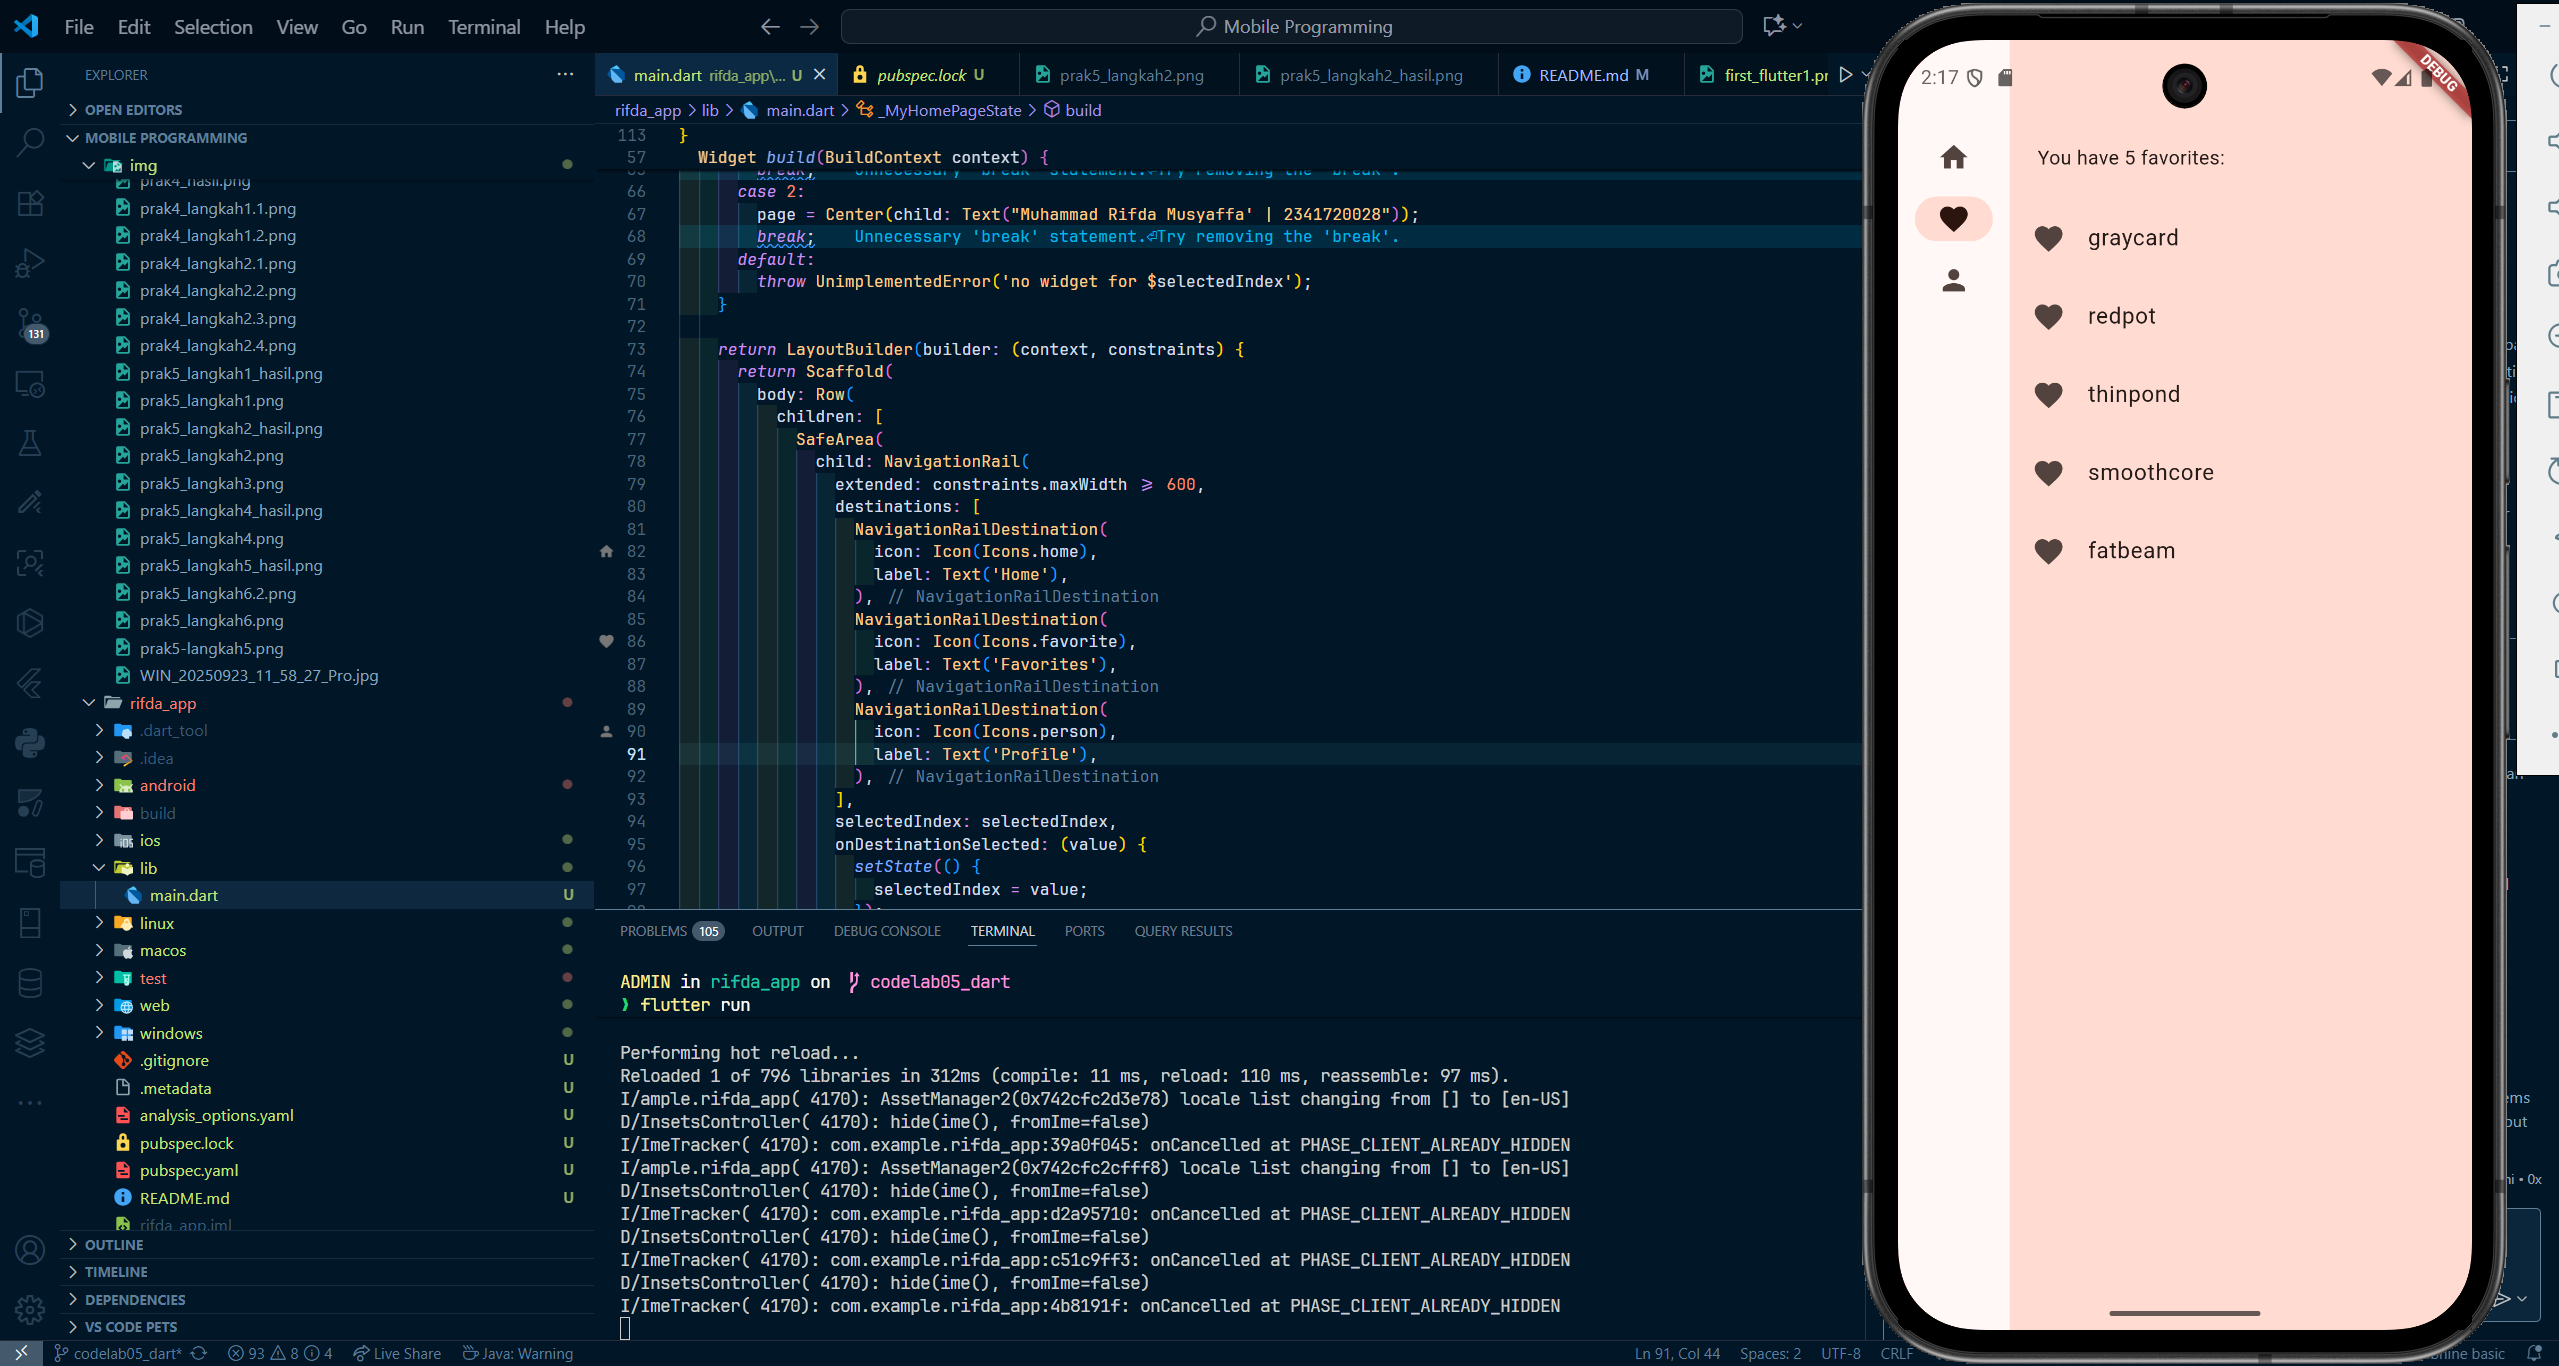 File Edit Selection View Go Run Terminal Help
Mobile Programming
EXPLORER
OPEN EDITORS
MOBILE PROGRAMMING
img
prak4_hasil.png
prak4_langkah1.1.png
prak4_langkah1.2.png
prak4_langkah2.1.png
prak4_langkah2.2.png
prak4_langkah2.3.png
prak4_langkah2.4.png
prak5_langkah1_hasil.png
prak5_langkah1.png
prak5_langkah2_hasil.png
prak5_langkah2.png
prak5_langkah3.png
prak5_langkah4_hasil.png
prak5_langkah4.png
prak5_langkah5_hasil.png
prak5_langkah6.2.png
prak5_langkah6.png
prak5-langkah5.png
WIN_20250923_11_58_27_Pro.jpg
rifda_app
.dart_tool
.idea
android
build
ios
lib
main.dart U
linux
macos
test
web
windows
.gitignore U
.metadata U
analysis_options.yaml U
pubspec.lock U
pubspec.yaml U
README.md U
rifda_app.iml
OUTLINE
TIMELINE
DEPENDENCIES
VS CODE PETS
131
main.dart rifda_app\... U
pubspec.lock U
prak5_langkah2.png
prak5_langkah2_hasil.png
README.md M
first_flutter1.pr
rifda_app > lib > main.dart > _MyHomePageState > build
113 }
57 Widget build(BuildContext context) {
break; Unnecessary 'break' statement.⏎Try removing the 'break'.
66 case 2:
67 page = Center(child: Text("Muhammad Rifda Musyaffa' | 2341720028"));
68 break; Unnecessary 'break' statement.⏎Try removing the 'break'.
69 default:
70 throw UnimplementedError('no widget for $selectedIndex');
71 }
72
73 return LayoutBuilder(builder: (context, constraints) {
74 return Scaffold(
75 body: Row(
76 children: [
77 SafeArea(
78 child: NavigationRail(
79 extended: constraints.maxWidth ⩾ 600,
80 destinations: [
81 NavigationRailDestination(
82 icon: Icon(Icons.home),
83 label: Text('Home'),
84 ), // NavigationRailDestination
85 NavigationRailDestination(
86 icon: Icon(Icons.favorite),
87 label: Text('Favorites'),
88 ), // NavigationRailDestination
89 NavigationRailDestination(
90 icon: Icon(Icons.person),
91 label: Text('Profile'),
92 ), // NavigationRailDestination
93 ],
94 selectedIndex: selectedIndex,
95 onDestinationSelected: (value) {
96 setState(() {
97 selectedIndex = value;
PROBLEMS 105 OUTPUT DEBUG CONSOLE TERMINAL PORTS QUERY RESULTS
ADMIN in rifda_app on codelab05_dart
❯ flutter run
Performing hot reload...
Reloaded 1 of 796 libraries in 312ms (compile: 11 ms, reload: 110 ms, reassemble: 97 ms).
I/ample.rifda_app( 4170): AssetManager2(0x742cfc2d3e78) locale list changing from [] to [en-US]
D/InsetsController( 4170): hide(ime(), fromIme=false)
I/ImeTracker( 4170): com.example.rifda_app:39a0f045: onCancelled at PHASE_CLIENT_ALREADY_HIDDEN
I/ample.rifda_app( 4170): AssetManager2(0x742cfc2cfff8) locale list changing from [] to [en-US]
D/InsetsController( 4170): hide(ime(), fromIme=false)
I/ImeTracker( 4170): com.example.rifda_app:d2a95710: onCancelled at PHASE_CLIENT_ALREADY_HIDDEN
D/InsetsController( 4170): hide(ime(), fromIme=false)
I/ImeTracker( 4170): com.example.rifda_app:c51c9ff3: onCancelled at PHASE_CLIENT_ALREADY_HIDDEN
D/InsetsController( 4170): hide(ime(), fromIme=false)
I/ImeTracker( 4170): com.example.rifda_app:4b8191f: onCancelled at PHASE_CLIENT_ALREADY_HIDDEN
2:17
DEBUG
You have 5 favorites:
graycard
redpot
thinpond
smoothcore
fatbeam
codelab05_dart* 93 8 4 Live Share Java: Warning
Ln 91, Col 44 Spaces: 2 UTF-8 CRLF
basic